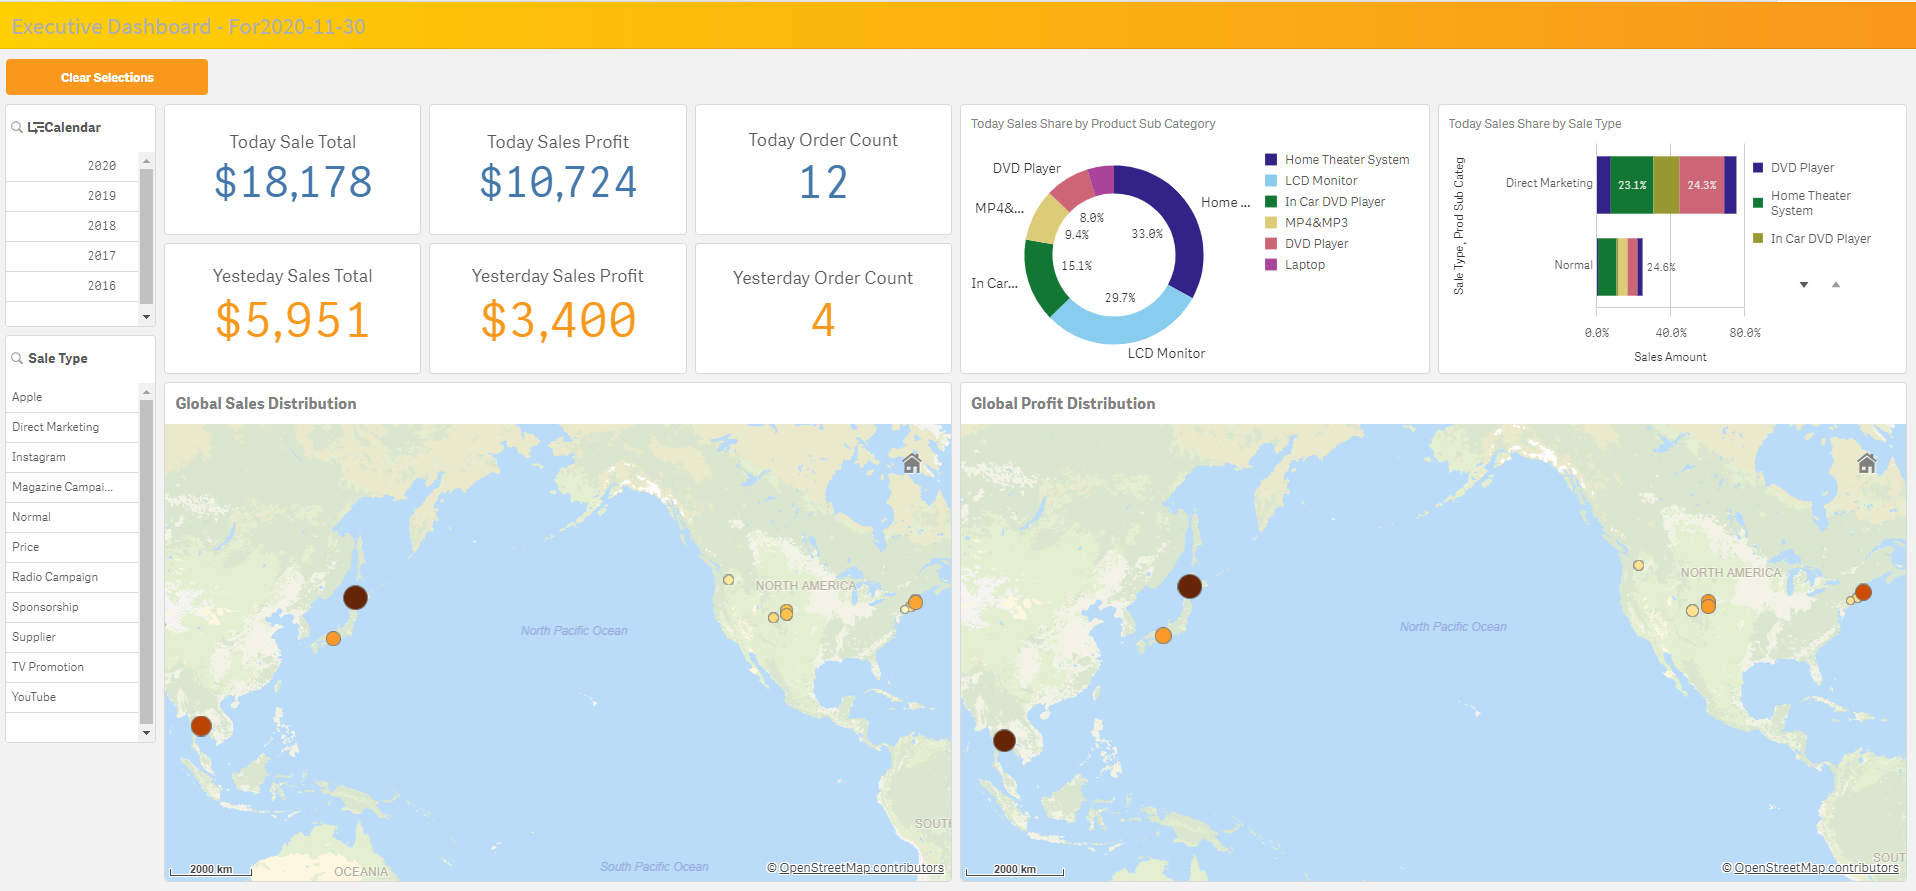 Executive Dashboard - For2020-11-30
Clear Selections
Calendar
2020
2019
2018
2017
2016
Sale Type
Apple
Direct Marketing
Instagram
Magazine Campai...
Normal
Price
Radio Campaign
Sponsorship
Supplier
TV Promotion
YouTube
Today Sale Total
$18,178
Today Sales Profit
$10,724
Today Order Count
12
Yesteday Sales Total
$5,951
Yesterday Sales Profit
$3,400
Yesterday Order Count
4
Today Sales Share by Product Sub Category
DVD Player
MP4&...
In Car...
Home ...
LCD Monitor
8.0%
9.4%
15.1%
33.0%
29.7%
Home Theater System
LCD Monitor
In Car DVD Player
MP4&MP3
DVD Player
Laptop
Today Sales Share by Sale Type
Sale Type, Prod Sub Categ
Direct Marketing
23.1%
24.3%
Normal
24.6%
0.0%
40.0%
80.0%
Sales Amount
DVD Player
Home Theater
System
In Car DVD Player
Global Sales Distribution
NORTH AMERICA
North Pacific Ocean
SOUT
South Pacific Ocean
OCEANIA
2000 km
© OpenStreetMap contributors
Global Profit Distribution
NORTH AMERICA
North Pacific Ocean
SOUT
2000 km
© OpenStreetMap contributors